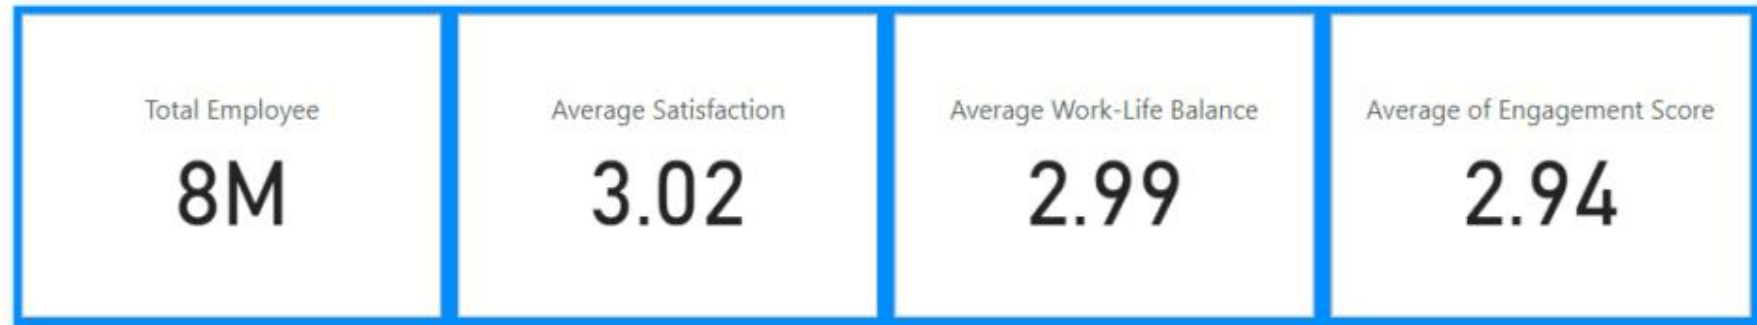 Total Employee
8M
Average Satisfaction
3.02
Average Work-Life Balance
2.99
Average of Engagement Score
2.94